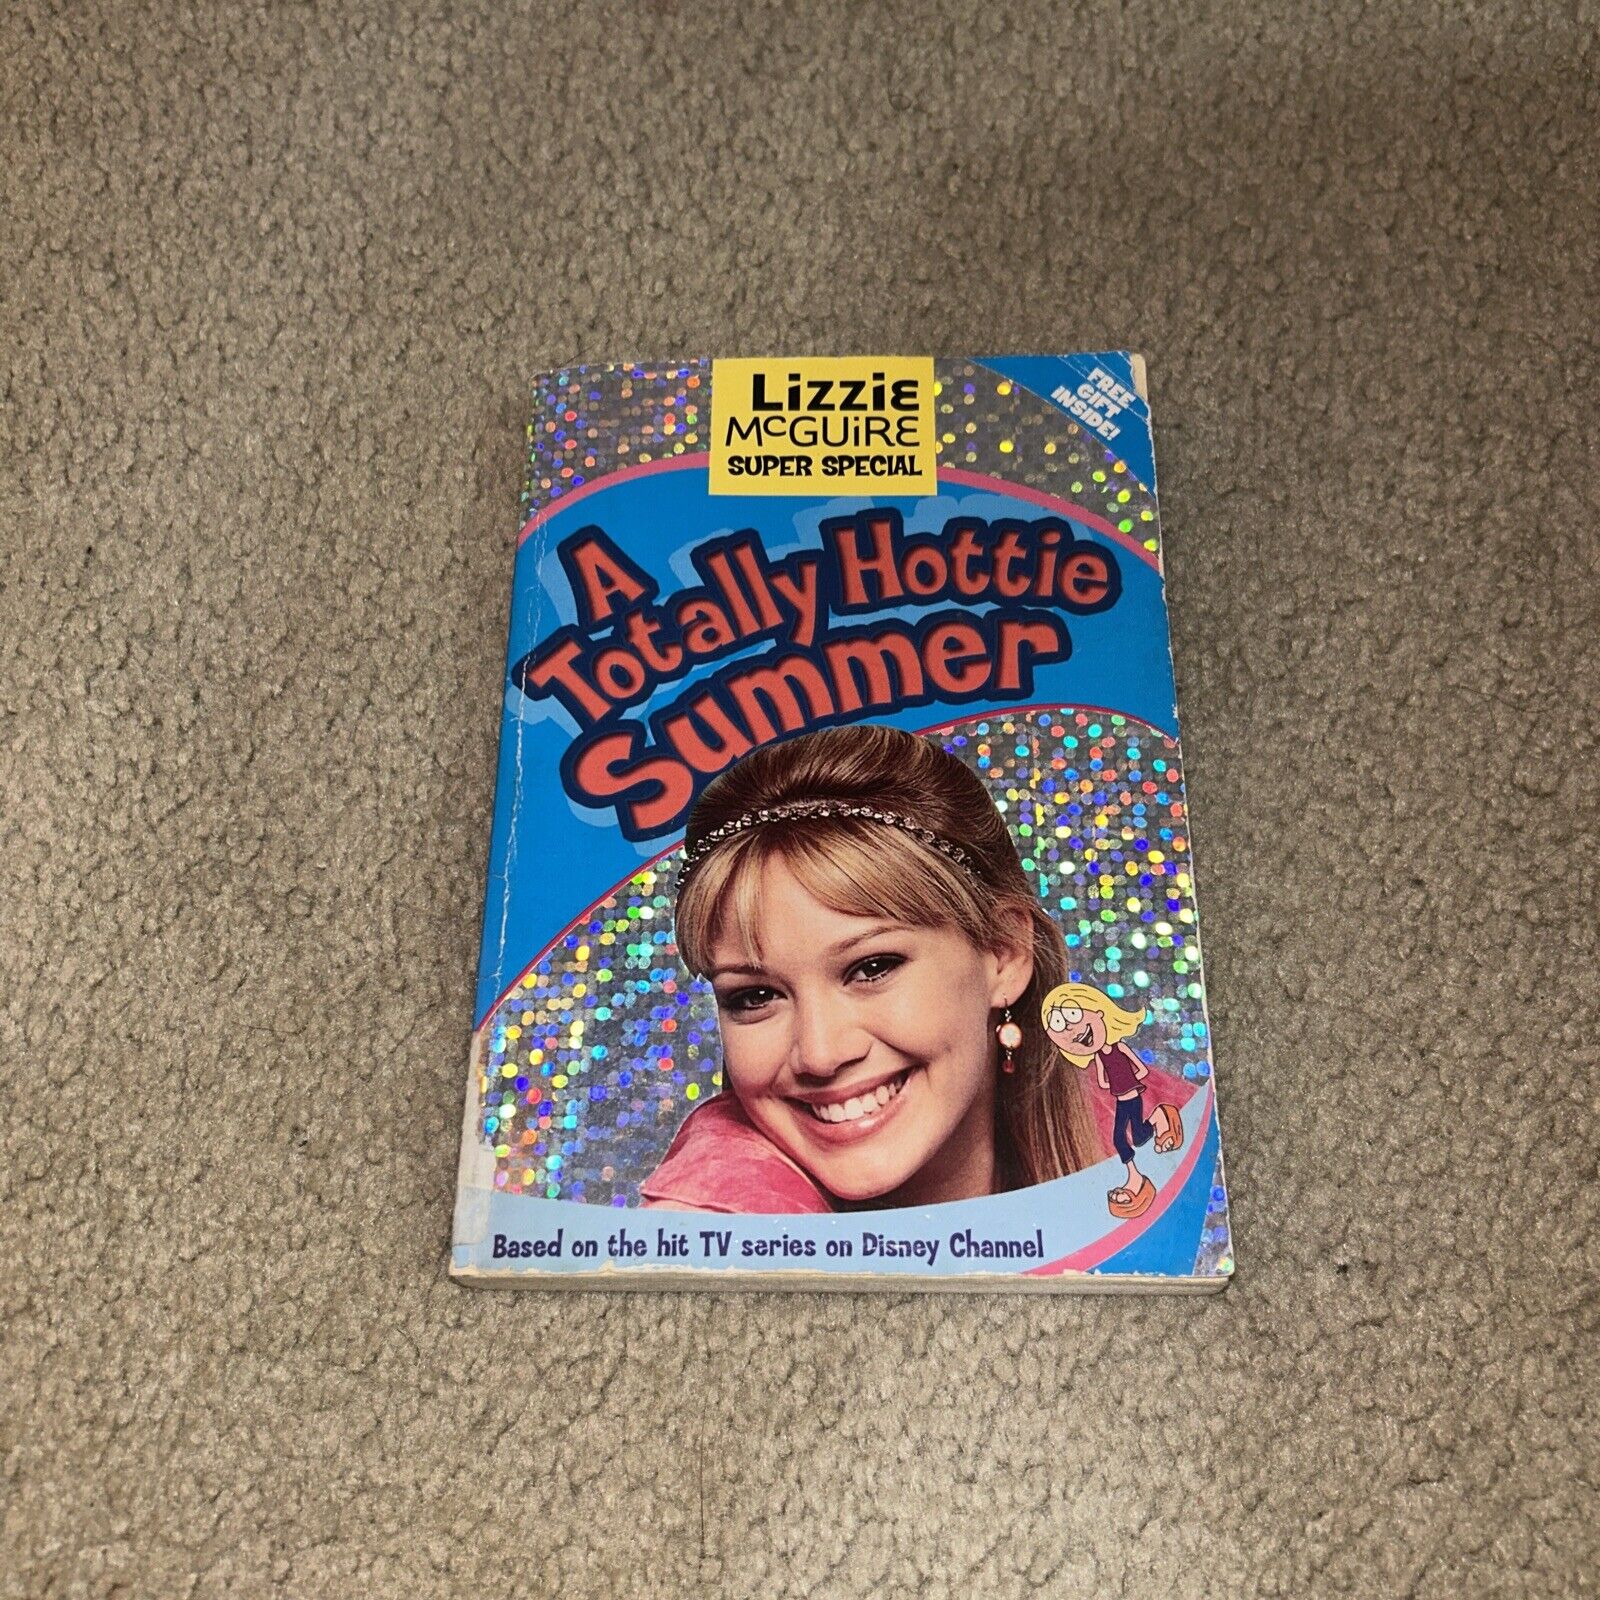 Lizzie
McGUiRE
SUPER SPECIAL
FREE
GIFT
INSIDE!
A
Totally Hottie
Summer
Based on the hit TV series on Disney Channel